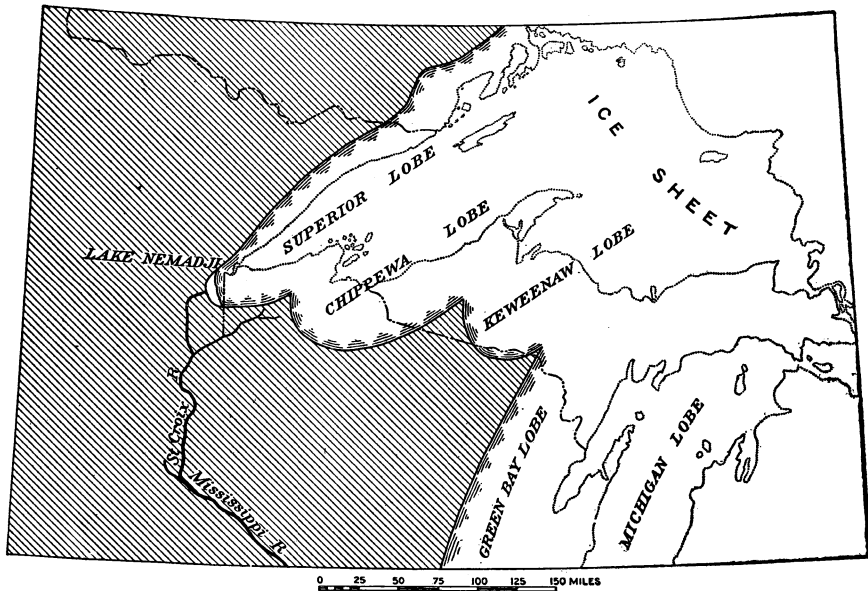 ICE SHEET
SUPERIOR LOBE
LAKE NEMADJI
CHIPPEWA LOBE
KEWEENAW LOBE
St Croix R
Mississippi R.
GREEN BAY LOBE
MICHIGAN LOBE
0 25 50 75 100 125 150 MILES